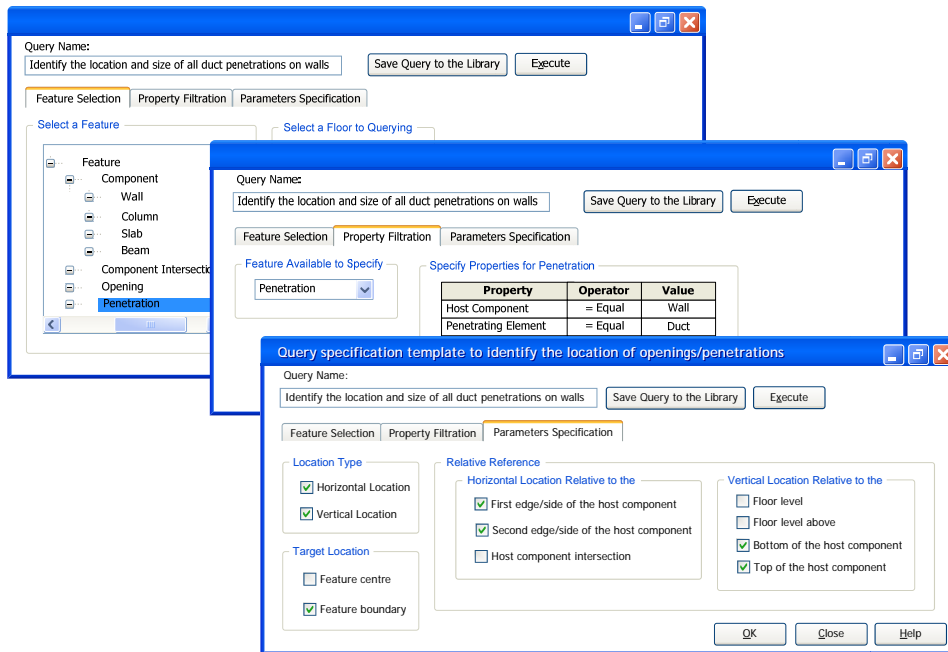 Query Name:
Identify the location and size of all duct penetrations on walls
Save Query to the Library
Execute
Feature Selection
Property Filtration
Parameters Specification
Select a Feature
Select a Floor to Querying
Feature
Component
Wall
Column
Slab
Beam
Component Intersectio
Opening
Penetration
Query Name:
Identify the location and size of all duct penetrations on walls
Save Query to the Library
Execute
Feature Selection
Property Filtration
Parameters Specification
Feature Available to Specify
Penetration
Specify Properties for Penetration
Property Operator Value
Host Component = Equal Wall
Penetrating Element = Equal Duct
Query specification template to identify the location of openings/penetrations
Query Name:
Identify the location and size of all duct penetrations on walls
Save Query to the Library
Execute
Feature Selection
Property Filtration
Parameters Specification
Location Type
Horizontal Location
Vertical Location
Target Location
Feature centre
Feature boundary
Relative Reference
Horizontal Location Relative to the
First edge/side of the host component
Second edge/side of the host component
Host component intersection
Vertical Location Relative to the
Floor level
Floor level above
Bottom of the host component
Top of the host component
OK
Close
Help